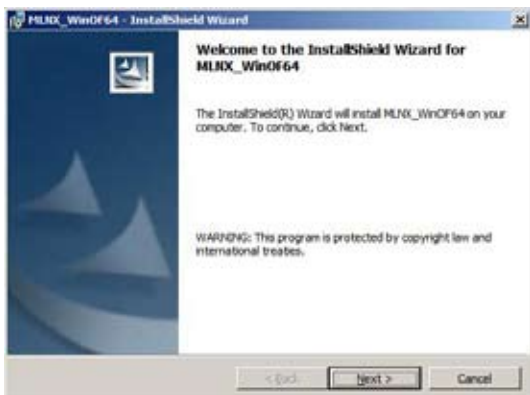 MLNX_WinOF64 - InstallShield Wizard
Welcome to the InstallShield Wizard for
MLNX_WinOF64
The InstallShield(R) Wizard will install MLNX_WinOF64 on your
computer. To continue, click Next.
WARNING: This program is protected by copyright law and
international treaties.
< Back
Next >
Cancel